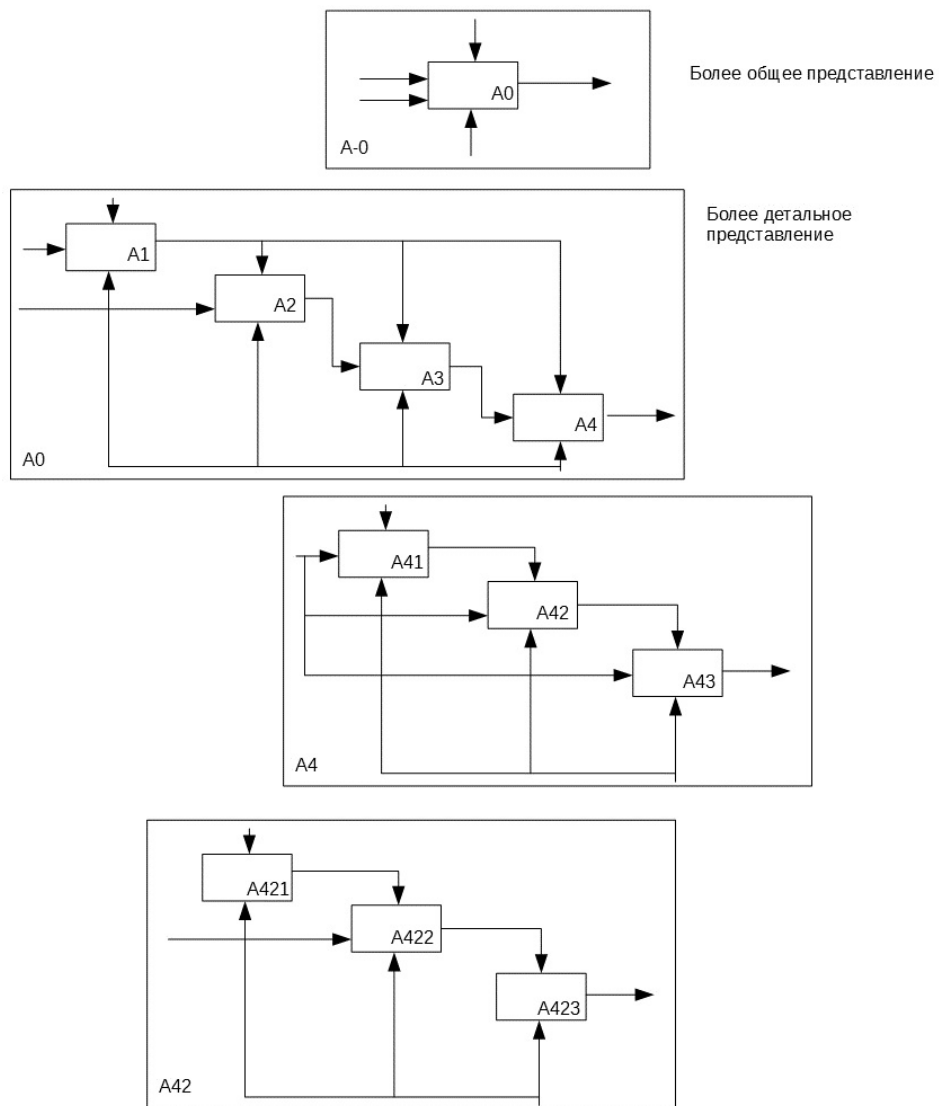 A0
Более общее представление
A-0
Более детальное
представление
A1
A2
A3
A4
A0
A41
A42
A43
A4
A421
A422
A423
A42